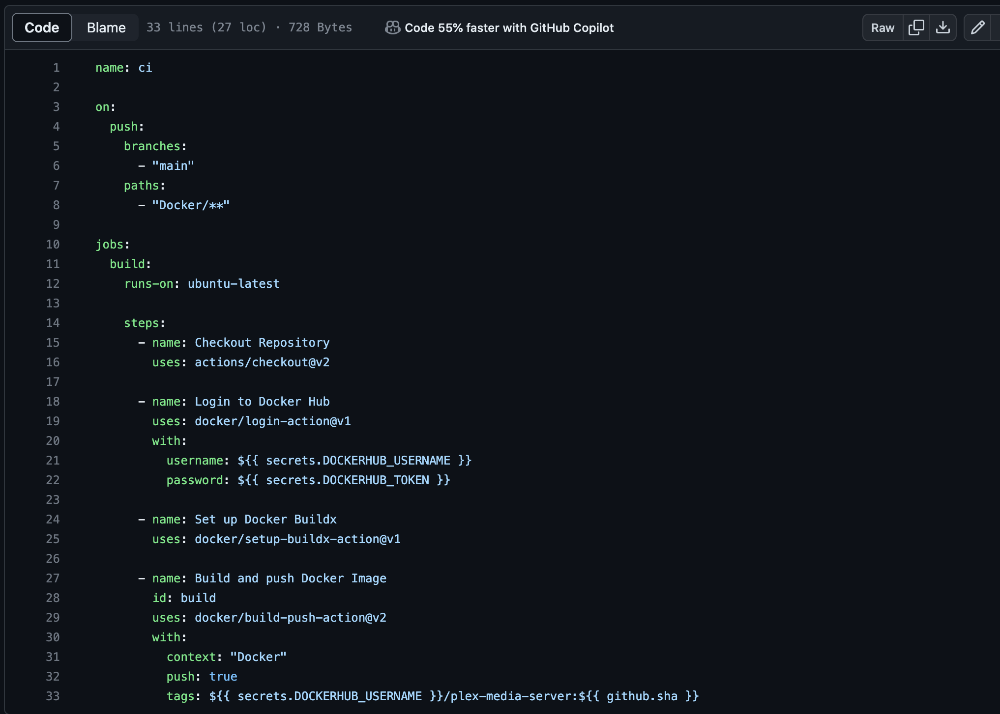 Code Blame 33 lines (27 loc) · 728 Bytes Code 55% faster with GitHub Copilot Raw
1 name: ci
2
3 on:
4   push:
5     branches:
6       - "main"
7     paths:
8       - "Docker/**"
9
10 jobs:
11   build:
12     runs-on: ubuntu-latest
13
14     steps:
15       - name: Checkout Repository
16         uses: actions/checkout@v2
17
18       - name: Login to Docker Hub
19         uses: docker/login-action@v1
20         with:
21           username: ${{ secrets.DOCKERHUB_USERNAME }}
22           password: ${{ secrets.DOCKERHUB_TOKEN }}
23
24       - name: Set up Docker Buildx
25         uses: docker/setup-buildx-action@v1
26
27       - name: Build and push Docker Image
28         id: build
29         uses: docker/build-push-action@v2
30         with:
31           context: "Docker"
32           push: true
33           tags: ${{ secrets.DOCKERHUB_USERNAME }}/plex-media-server:${{ github.sha }}